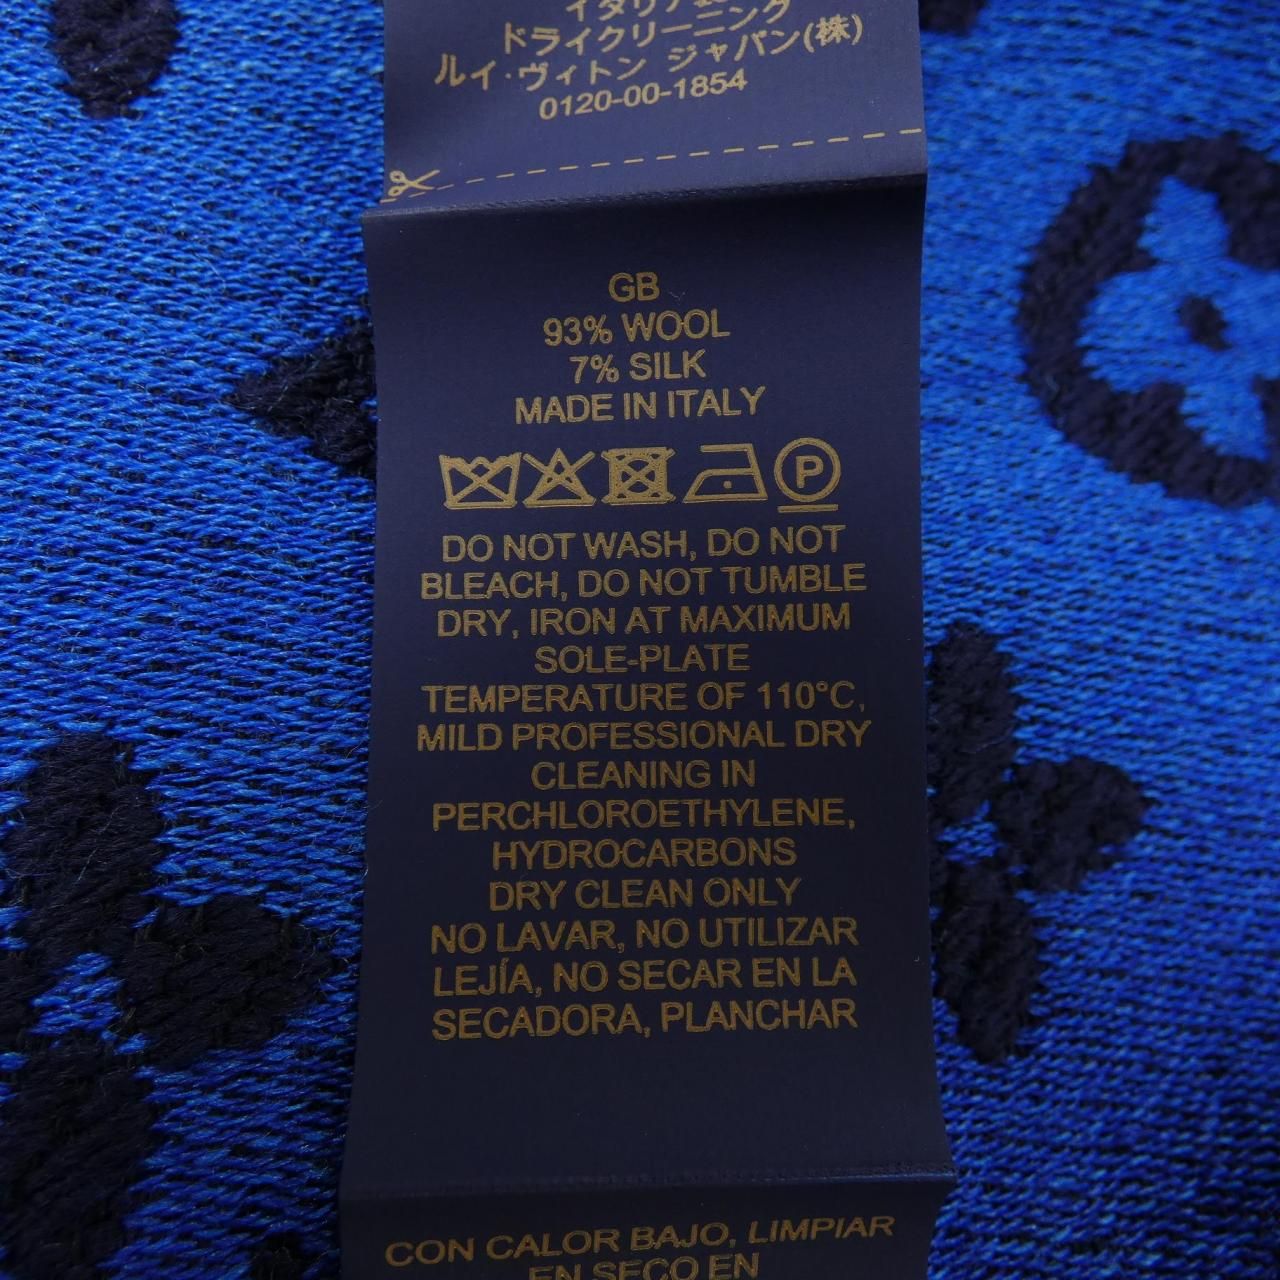 ドライクリーニング
ルイ・ヴィトン ジャパン(株)
0120-00-1854
GB
93% WOOL
7% SILK
MADE IN ITALY
P
DO NOT WASH, DO NOT
BLEACH, DO NOT TUMBLE
DRY, IRON AT MAXIMUM
SOLE-PLATE
TEMPERATURE OF 110°C,
MILD PROFESSIONAL DRY
CLEANING IN
PERCHLOROETHYLENE,
HYDROCARBONS
DRY CLEAN ONLY
NO LAVAR, NO UTILIZAR
LEJÍA, NO SECAR EN LA
SECADORA, PLANCHAR
CON CALOR BAJO, LIMPIAR
EN SECO EN